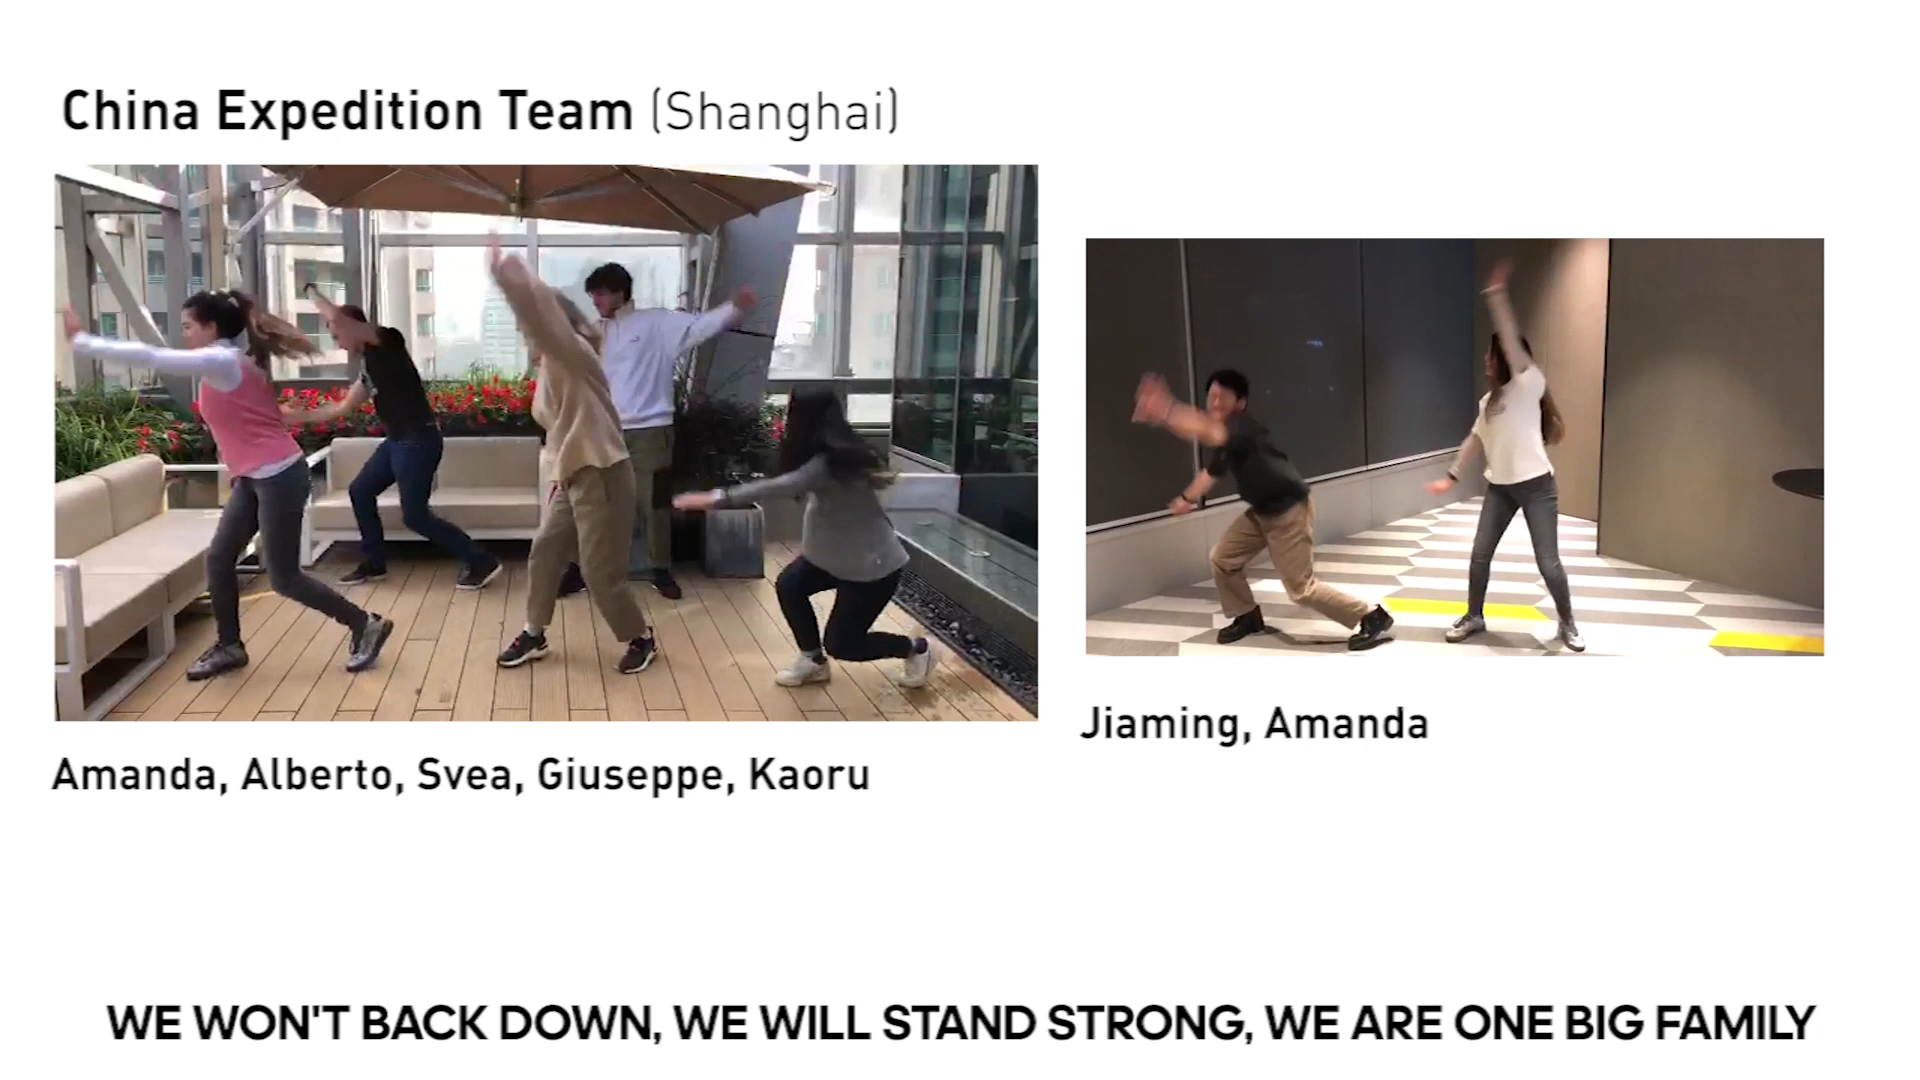 China Expedition Team (Shanghai)
Amanda, Alberto, Svea, Giuseppe, Kaoru
Jiaming, Amanda
WE WON'T BACK DOWN, WE WILL STAND STRONG, WE ARE ONE BIG FAMILY